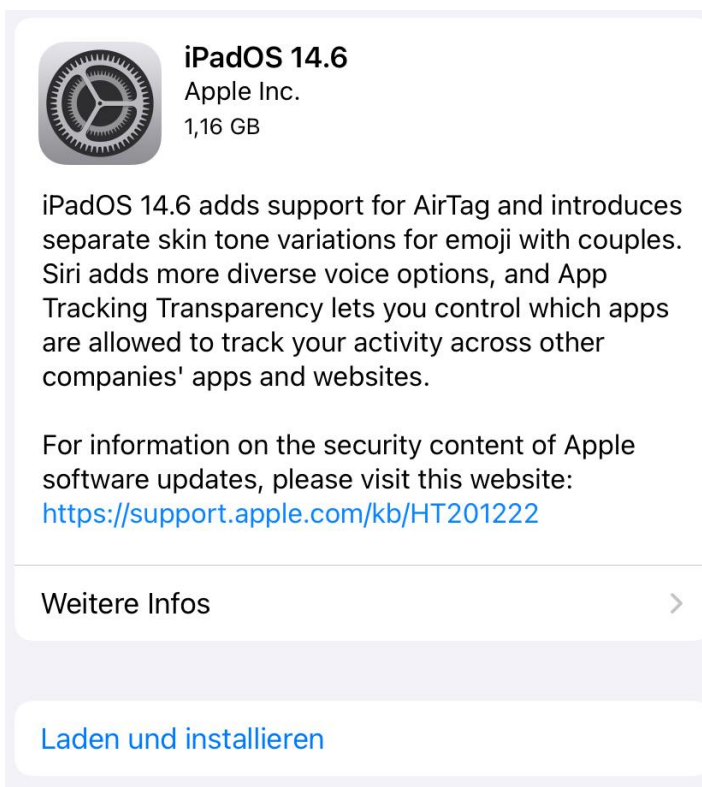 iPadOS 14.6
Apple Inc.
1,16 GB
iPadOS 14.6 adds support for AirTag and introduces
separate skin tone variations for emoji with couples.
Siri adds more diverse voice options, and App
Tracking Transparency lets you control which apps
are allowed to track your activity across other
companies' apps and websites.
For information on the security content of Apple
software updates, please visit this website:
https://support.apple.com/kb/HT201222
Weitere Infos
Laden und installieren